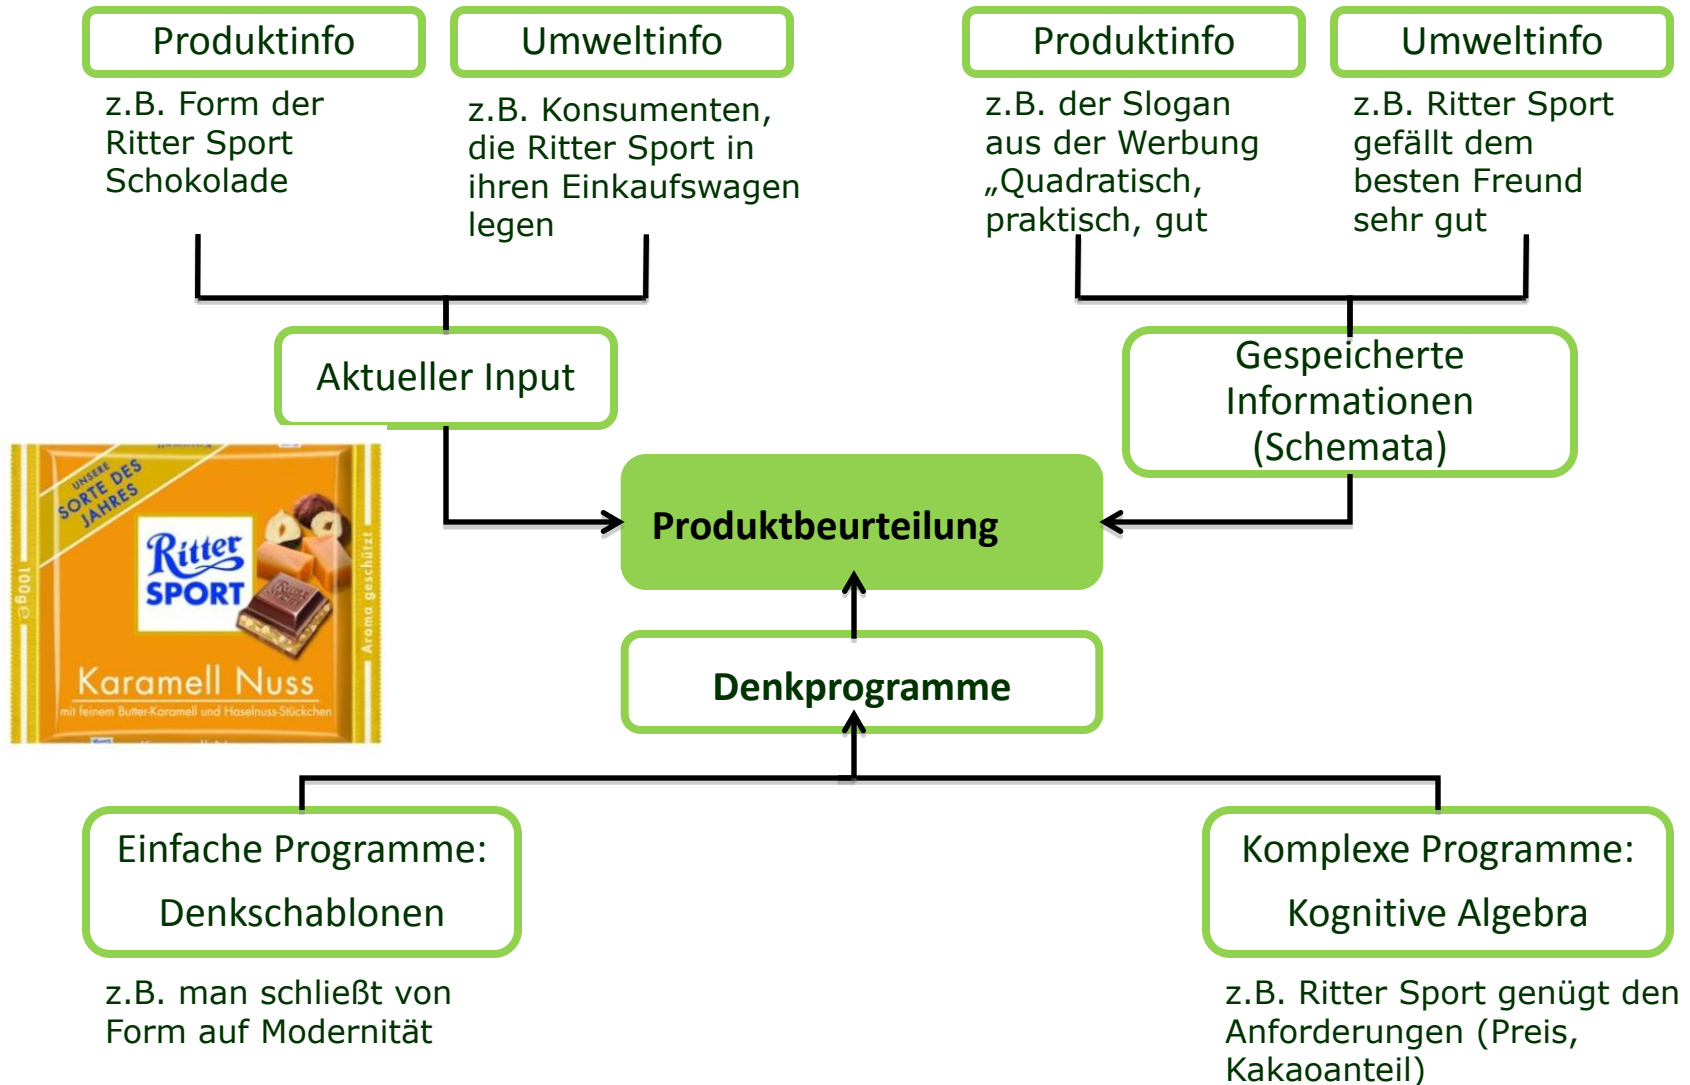 Produktinfo
z.B. Form der
Ritter Sport
Schokolade
Umweltinfo
z.B. Konsumenten,
die Ritter Sport in
ihren Einkaufswagen
legen
Produktinfo
z.B. der Slogan
aus der Werbung
„Quadratisch,
praktisch, gut
Umweltinfo
z.B. Ritter Sport
gefällt dem
besten Freund
sehr gut
Aktueller Input
Gespeicherte
Informationen
(Schemata)
UNSERE
SORTE DES
JAHRES
Ritter
SPORT
Ritter
SPORT
100g℮
Aroma geschützt
Karamell Nuss
mit feinem Butter-Karamell und Haselnuss-Stückchen
Produktbeurteilung
Denkprogramme
Einfache Programme:
Denkschablonen
z.B. man schließt von
Form auf Modernität
Komplexe Programme:
Kognitive Algebra
z.B. Ritter Sport genügt den
Anforderungen (Preis,
Kakaoanteil)